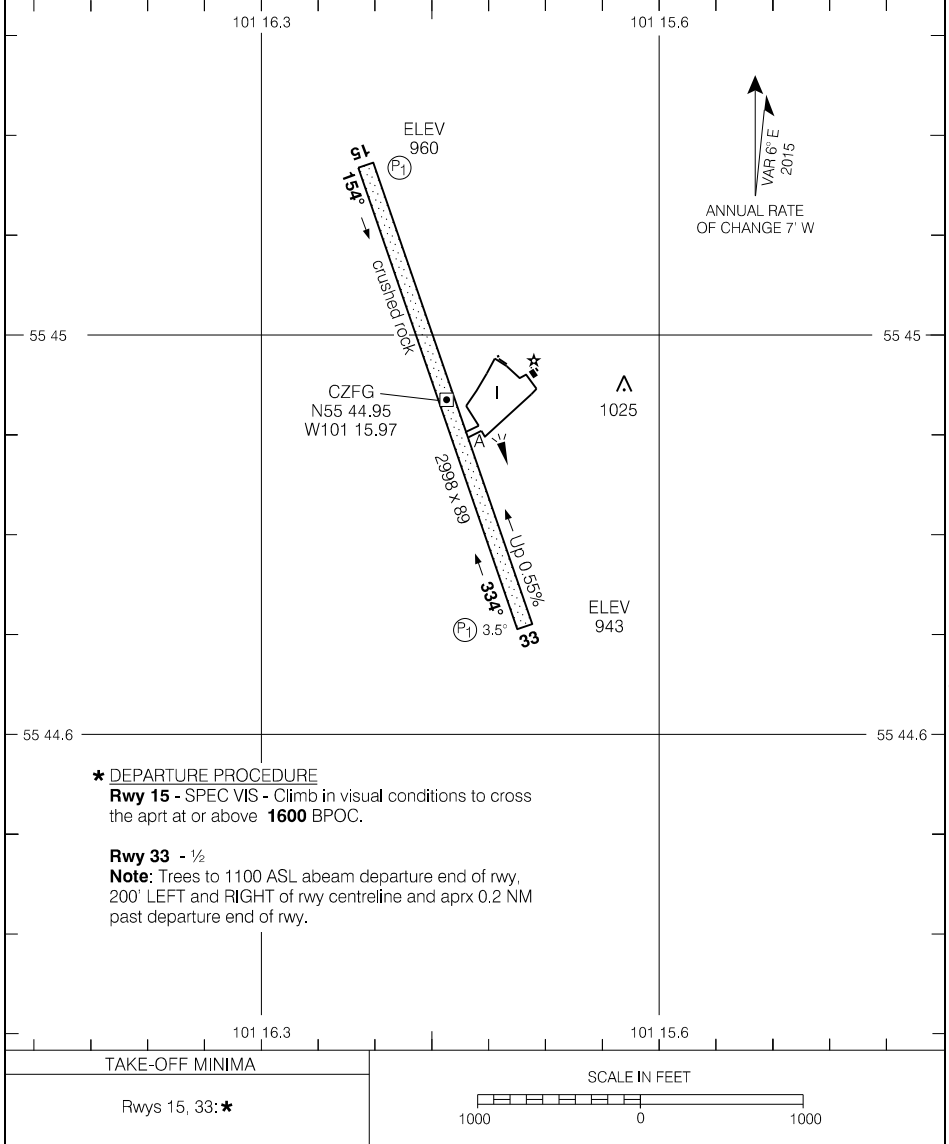 101 16.3
101 15.6
ELEV
960
15
P1
154°
VAR 6° E
2015
ANNUAL RATE
OF CHANGE 7' W
crushed rock
55 45
55 45
I
CZFG
N55 44.95
W101 15.97
1025
A
2998 x 89
Up 0.55%
334°
ELEV
943
P1 3.5°
33
55 44.6
55 44.6
* DEPARTURE PROCEDURE
Rwy 15 - SPEC VIS - Climb in visual conditions to cross
the aprt at or above 1600 BPOC.
Rwy 33 - ½
Note: Trees to 1100 ASL abeam departure end of rwy,
200' LEFT and RIGHT of rwy centreline and aprx 0.2 NM
past departure end of rwy.
101 16.3
101 15.6
TAKE-OFF MINIMA
Rwys 15, 33: *
SCALE IN FEET
1000 0 1000